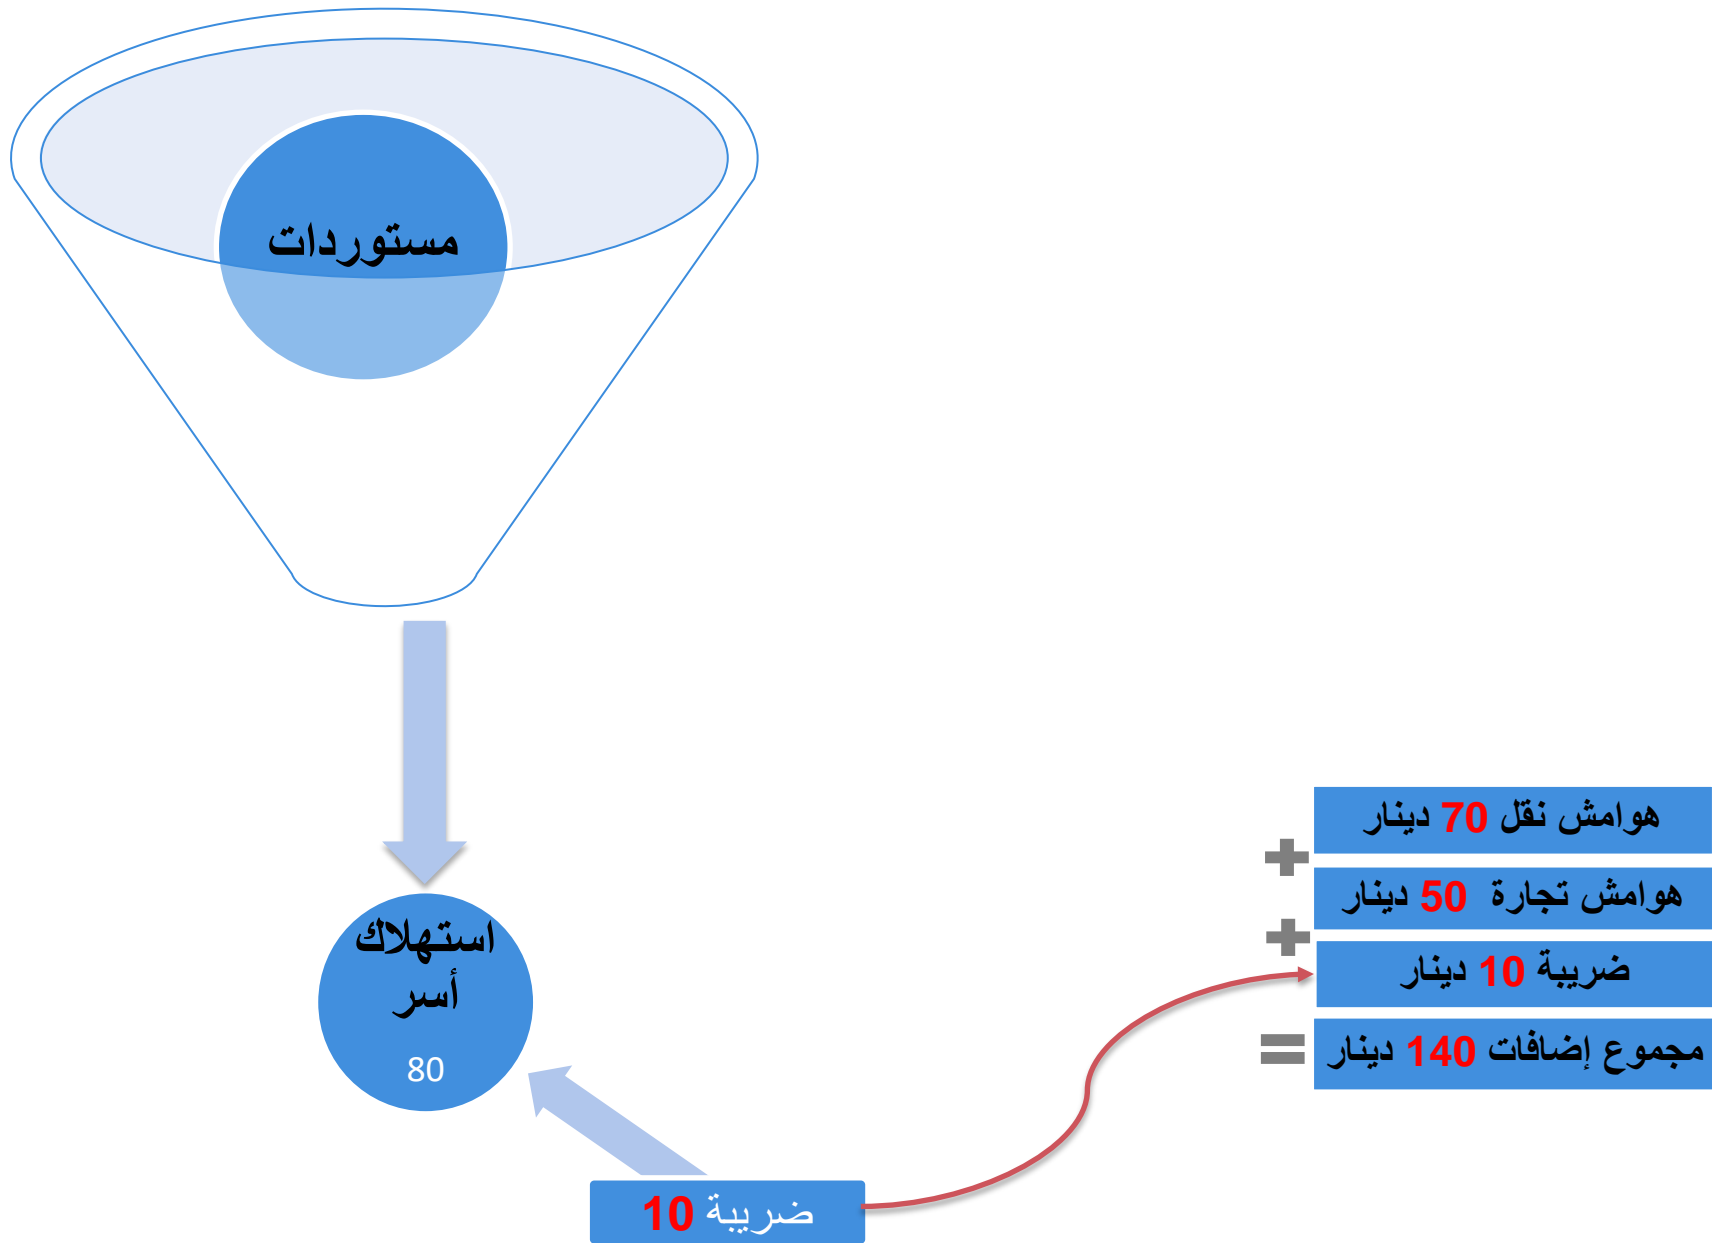 مستوردات
استهلاك
أسر
80
ضريبة 10
هوامش نقل 70 دينار
هوامش تجارة 50 دينار
ضريبة 10 دينار
مجموع إضافات 140 دينار